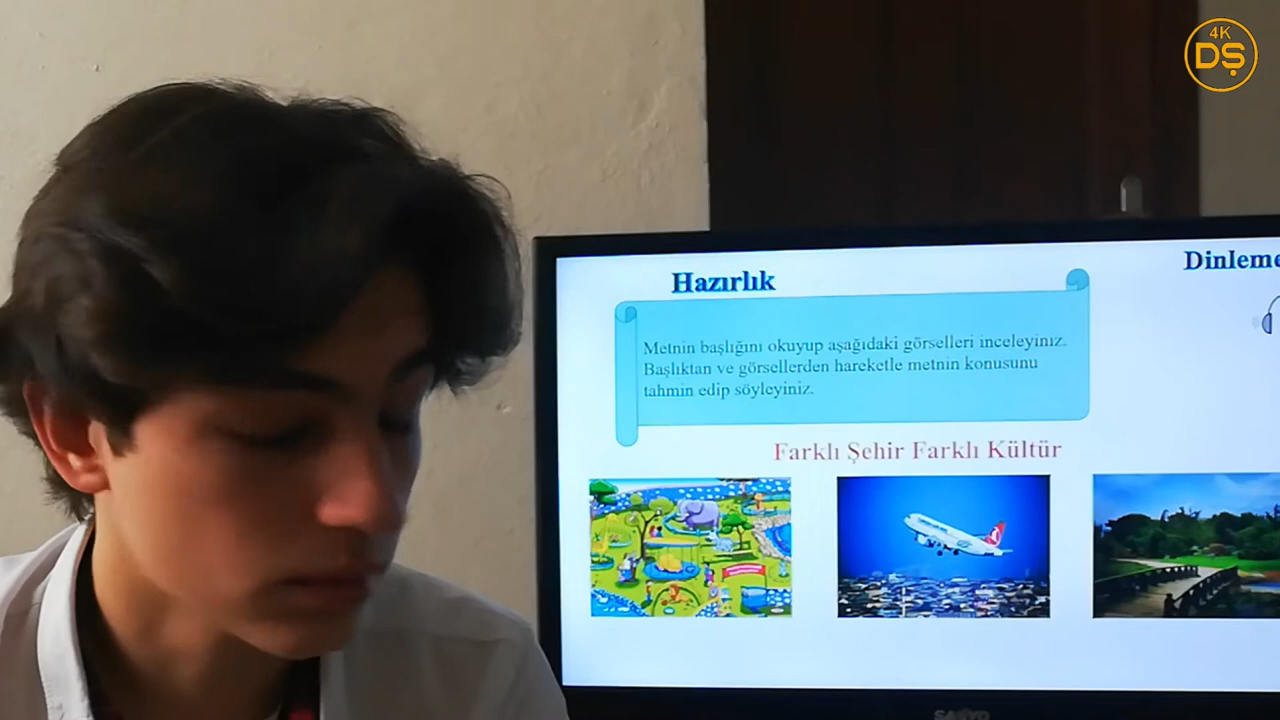 4K
DŞ
Hazırlık
Dinleme
Metnin başlığını okuyup aşağıdaki görselleri inceleyiniz.
Başlıktan ve görsellerden hareketle metnin konusunu
tahmin edip söyleyiniz.
Farklı Şehir Farklı Kültür
SANYO